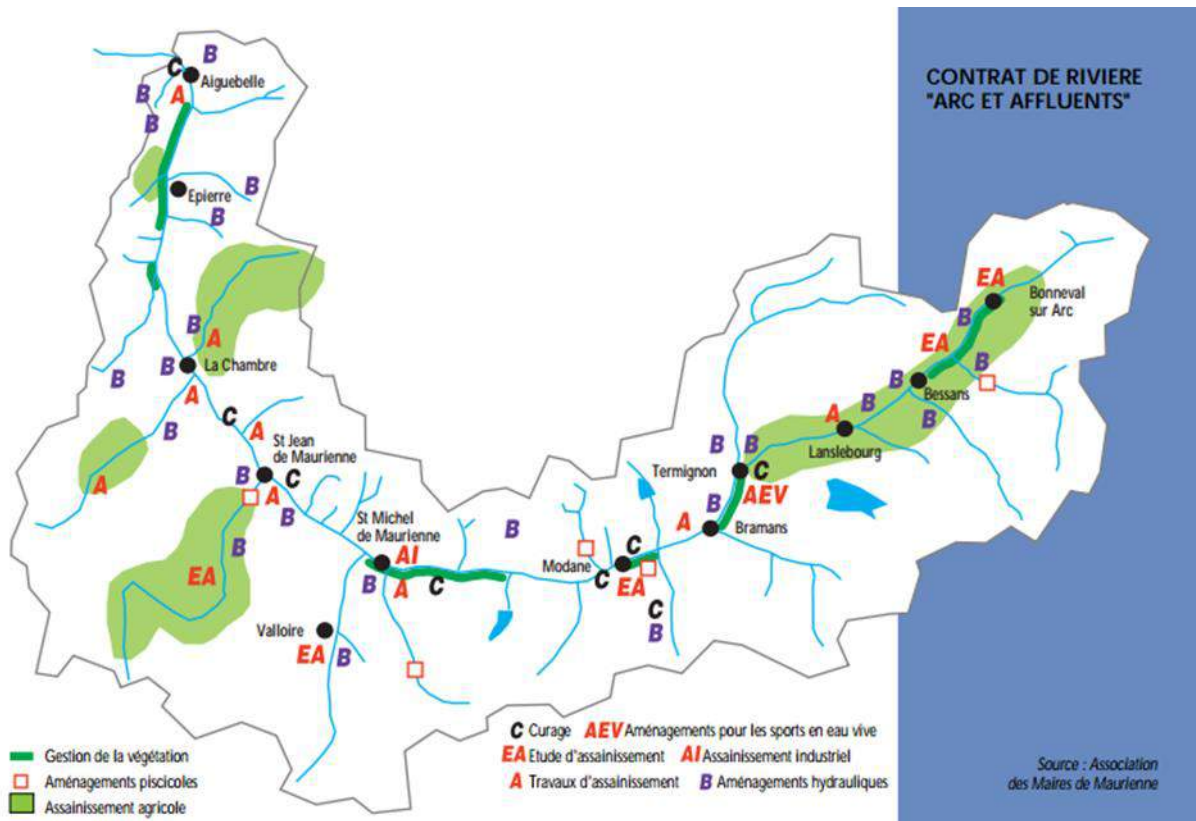 CONTRAT DE RIVIERE
"ARC ET AFFLUENTS"
B
C
Aiguebelle
B
A
B
Epierre
B
B
EA
Bonneval
sur Arc
B
B
A
EA
B
B
La Chambre
B
B
Bessans
A
B
B
C
A
A
B
Lanslebourg
St Jean
de Maurienne
B
B
Termignon
C
A
B
C
A
AEV
B
B
A
Bramans
St Michel
de Maurienne
B
AI
C
B
Modane
EA
B
A
C
C
EA
C
B
Valloire
EA
B
C Curage
AEV Aménagements pour les sports en eau vive
Gestion de la végétation
EA Etude d'assainissement
AI Assainissement industriel
Aménagements piscicoles
A Travaux d'assainissement
B Aménagements hydrauliques
Assainissement agricole
Source : Association
des Maires de Maurienne